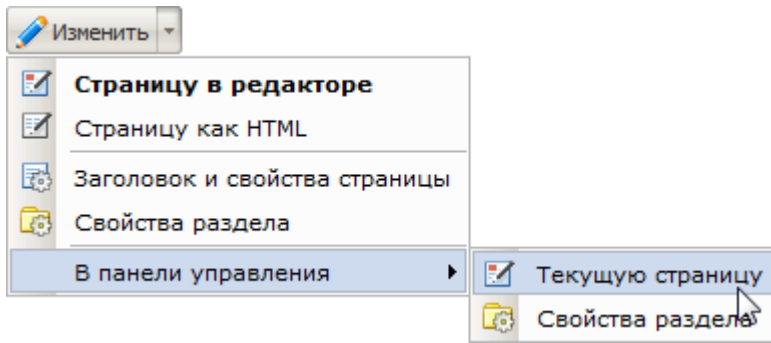 Изменить
Страницу в редакторе
Страницу как HTML
Заголовок и свойства страницы
Свойства раздела
В панели управления
Текущую страницу
Свойства раздела